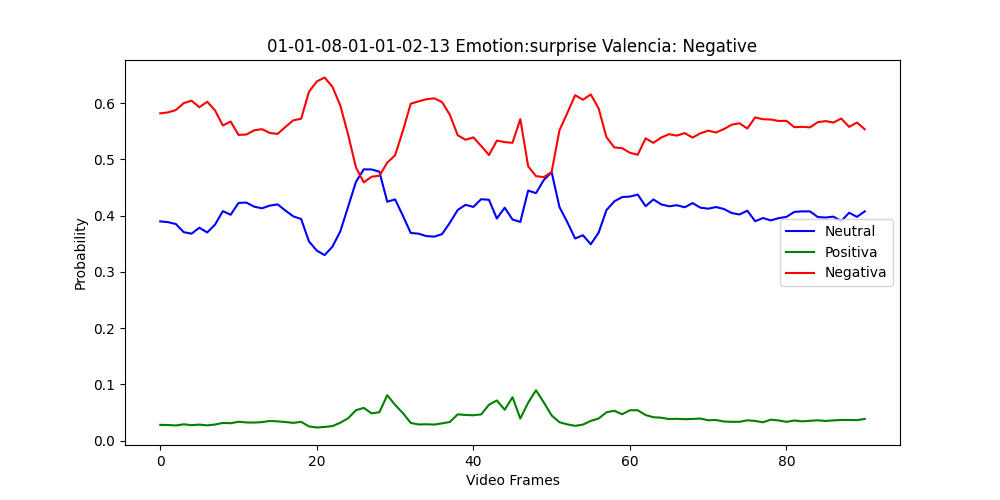 01-01-08-01-01-02-13 Emotion:surprise Valencia: Negative
Probability
0.6
0.5
0.4
0.3
0.2
0.1
0.0
Neutral
Positiva
Negativa
0 20 40 60 80
Video Frames